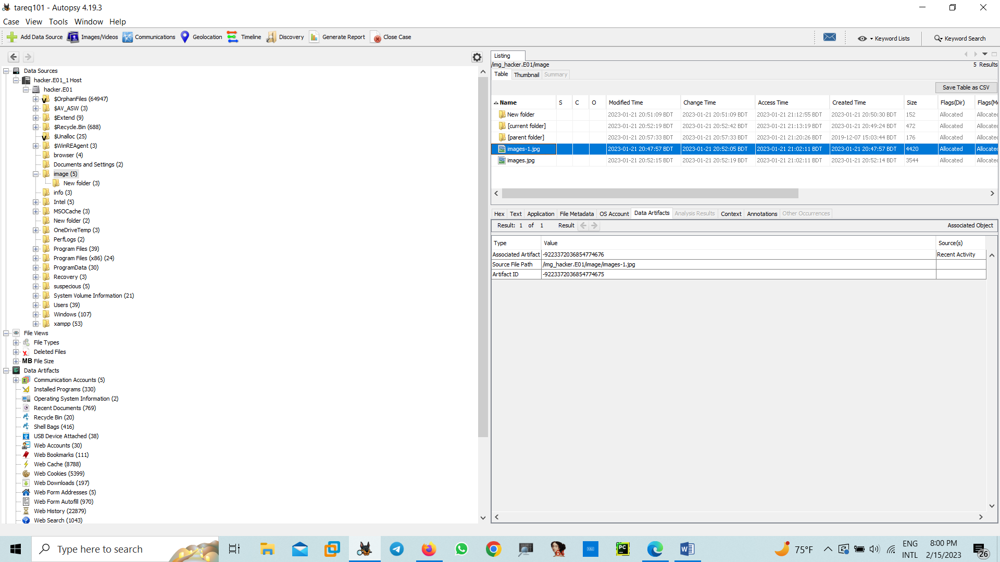 tareq101 - Autopsy 4.19.3
Case View Tools Window Help
Add Data Source Images/Videos Communications Geolocation Timeline Discovery Generate Report Close Case Keyword Lists Keyword Search
Data Sources
hacker.E01_1 Host
hacker.E01
$OrphanFiles (64947)
$AV_ASW (3)
$Extend (9)
$Recycle.Bin (688)
$Unalloc (25)
$WinREAgent (3)
browser (4)
Documents and Settings (2)
image (5)
New folder (3)
info (3)
Intel (5)
MSOCache (3)
New folder (2)
OneDriveTemp (3)
PerfLogs (2)
Program Files (39)
Program Files (x86) (24)
ProgramData (30)
Recovery (3)
suspecious (5)
System Volume Information (21)
Users (39)
Windows (107)
xampp (53)
File Views
File Types
Deleted Files
MB File Size
Data Artifacts
Communication Accounts (5)
Installed Programs (330)
Operating System Information (2)
Recent Documents (769)
Recycle Bin (20)
Shell Bags (416)
USB Device Attached (38)
Web Accounts (30)
Web Bookmarks (111)
Web Cache (8788)
Web Cookies (5399)
Web Downloads (197)
Web Form Addresses (5)
Web Form Autofill (970)
Web History (22879)
Web Search (1043)
Listing
/img_hacker.E01/image 5 Results
Table Thumbnail Summary
Save Table as CSV
Name S C O Modified Time Change Time Access Time Created Time Size Flags(Dir) Flags(Me
New folder 2023-01-21 20:51:09 BDT 2023-01-21 20:51:09 BDT 2023-01-21 21:12:55 BDT 2023-01-21 20:50:30 BDT 152 Allocated Allocated
[current folder] 2023-01-21 20:52:19 BDT 2023-01-21 20:52:42 BDT 2023-01-21 21:13:19 BDT 2023-01-21 20:49:24 BDT 472 Allocated Allocated
[parent folder] 2023-01-21 20:57:33 BDT 2023-01-21 20:57:33 BDT 2023-01-21 21:20:26 BDT 2019-12-07 15:03:44 BDT 176 Allocated Allocated
images-1.jpg 2023-01-21 20:47:57 BDT 2023-01-21 20:52:05 BDT 2023-01-21 21:02:11 BDT 2023-01-21 20:47:57 BDT 4420 Allocated Allocated
images.jpg 2023-01-21 20:52:15 BDT 2023-01-21 20:52:19 BDT 2023-01-21 21:02:11 BDT 2023-01-21 20:52:14 BDT 3544 Allocated Allocated
Hex Text Application File Metadata OS Account Data Artifacts Analysis Results Context Annotations Other Occurrences
Result: 1 of 1 Result Associated Object
Type Value Source(s)
Associated Artifact -9223372036854774676 Recent Activity
Source File Path /img_hacker.E01/image/images-1.jpg
Artifact ID -9223372036854774675
Type here to search
PC
75°F
ENG
INTL
8:00 PM
2/15/2023
26